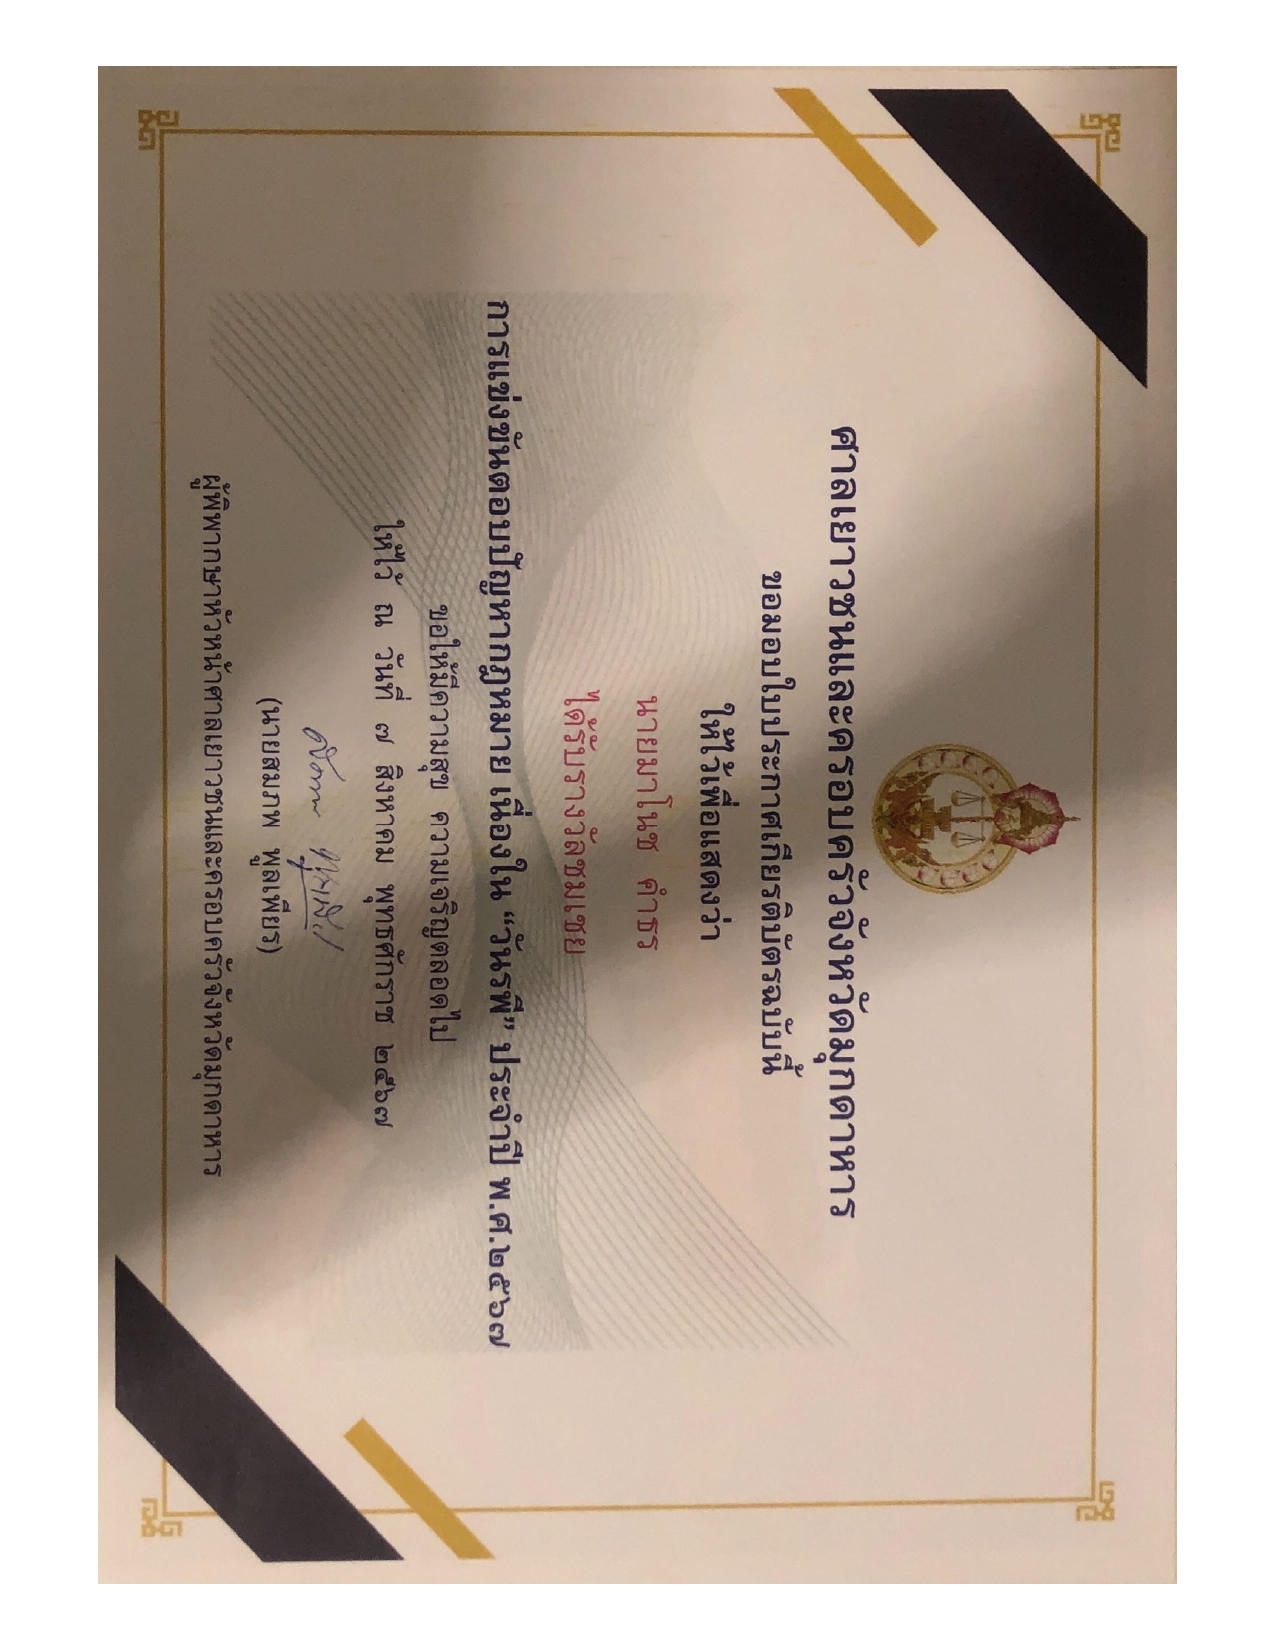 ศาลเยาวชนและครอบครัวจังหวัดมุกดาหาร
ขอมอบใบประกาศเกียรติบัตรฉบับนี้
ให้ไว้เพื่อแสดงว่า
นายมาโนช คำธร
ได้รับรางวัลชมเชย
การแข่งขันตอบปัญหากฎหมาย เนื่องใน “วันรพี” ประจำปี พ.ศ.๒๕๖๗
ขอให้มีความสุข ความเจริญตลอดไป
ให้ไว้ ณ วันที่ ๗ สิงหาคม พุทธศักราช ๒๕๖๗
(นายสมภพ พูลเพียร)
ผู้พิพากษาหัวหน้าศาลเยาวชนและครอบครัวจังหวัดมุกดาหาร